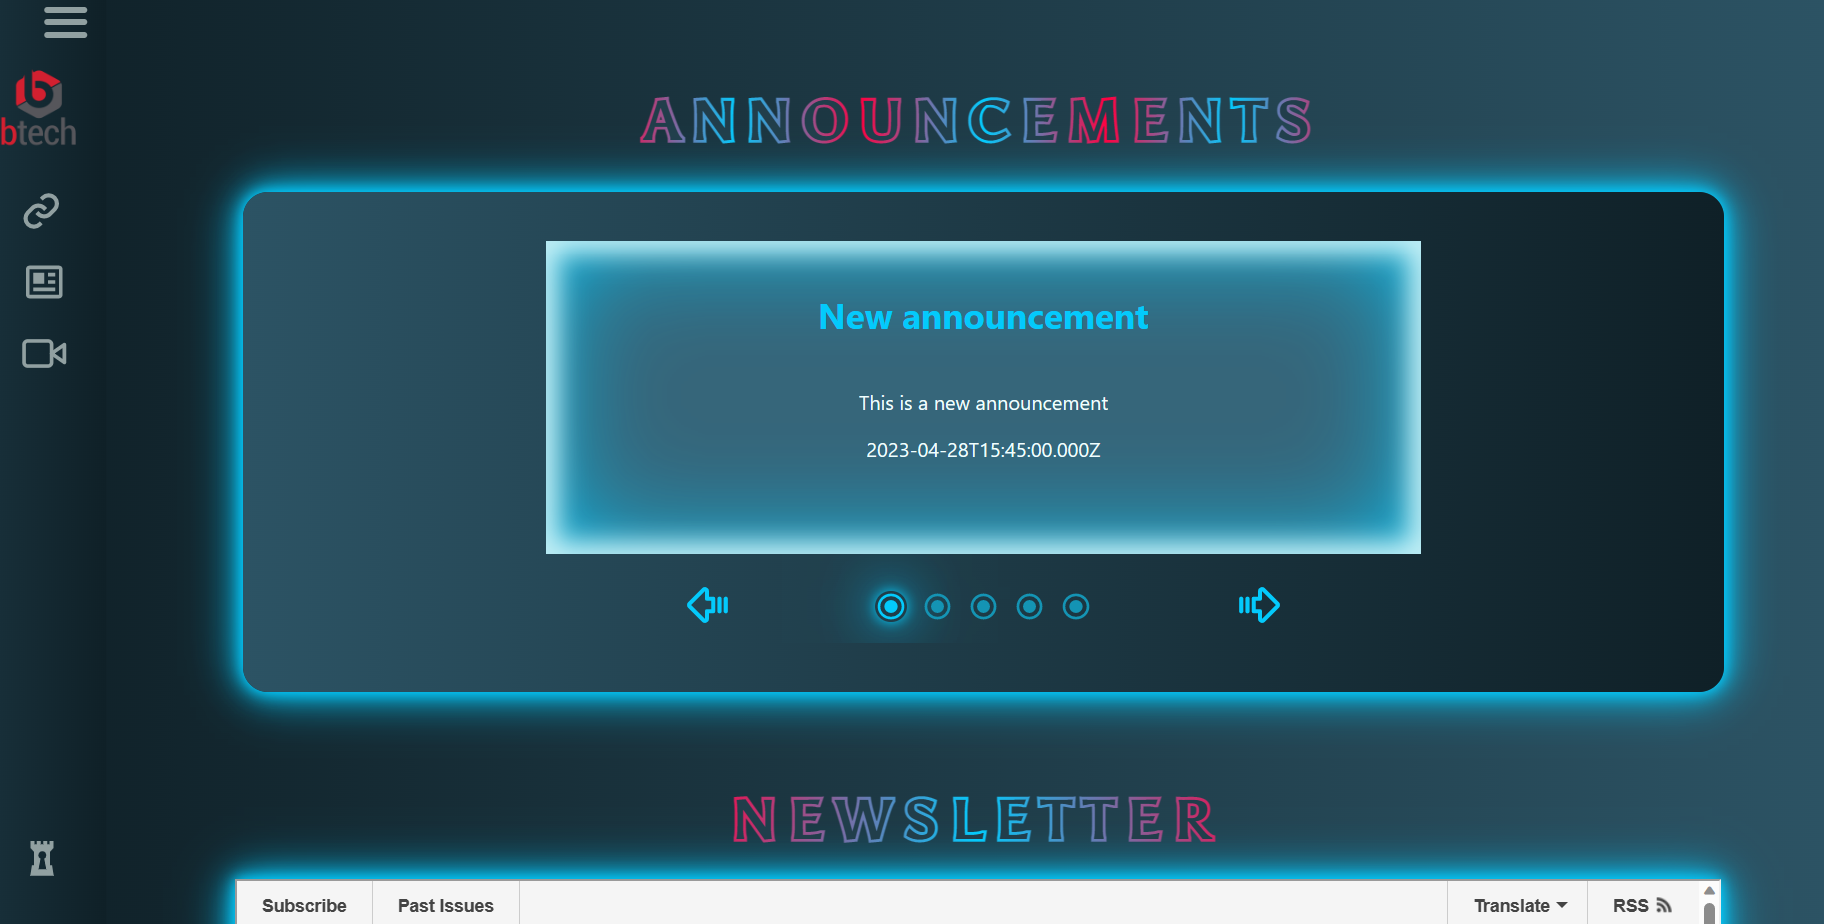 btech
ANNOUNCEMENTS
New announcement
This is a new announcement
2023-04-28T15:45:00.000Z
NEWSLETTER
Subscribe
Past Issues
Translate
RSS